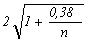 2√(1 + 0,38/n)